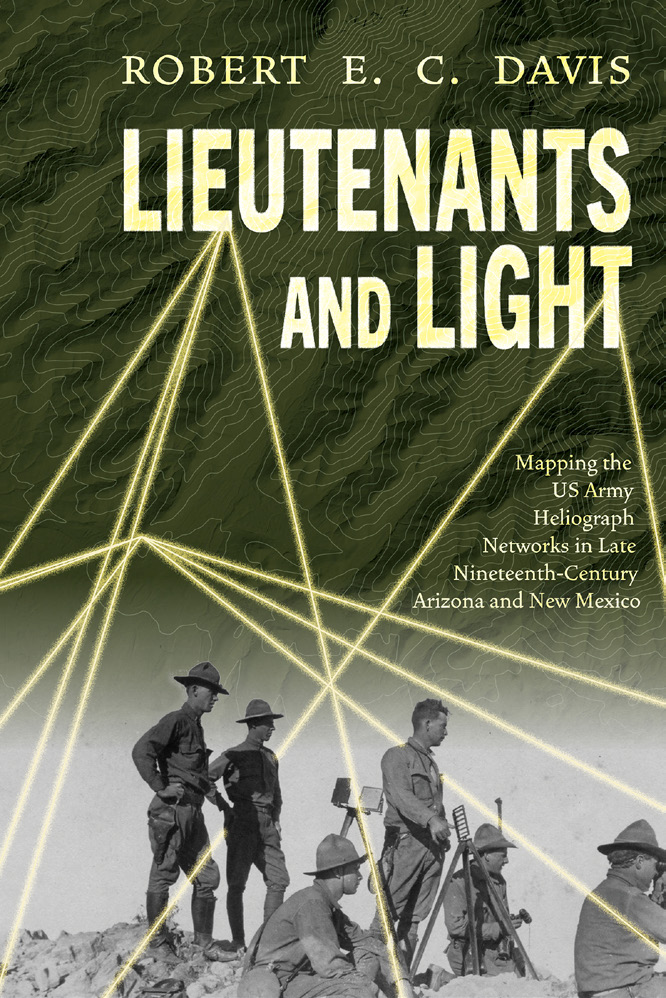 ROBERT E. C. DAVIS
LIEUTENANTS
AND LIGHT
Mapping the
US Army
Heliograph
Networks in Late
Nineteenth-Century
Arizona and New Mexico